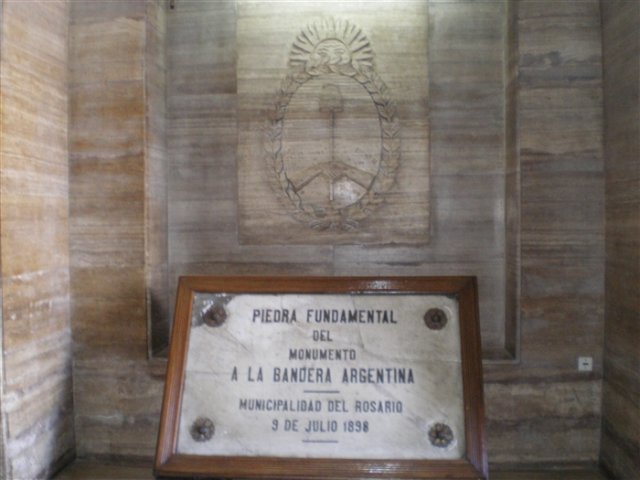 PIEDRA FUNDAMENTAL
DEL
MONUMENTO
A LA BANDERA ARGENTINA
MUNICIPALIDAD DEL ROSARIO
9 DE JULIO 1898